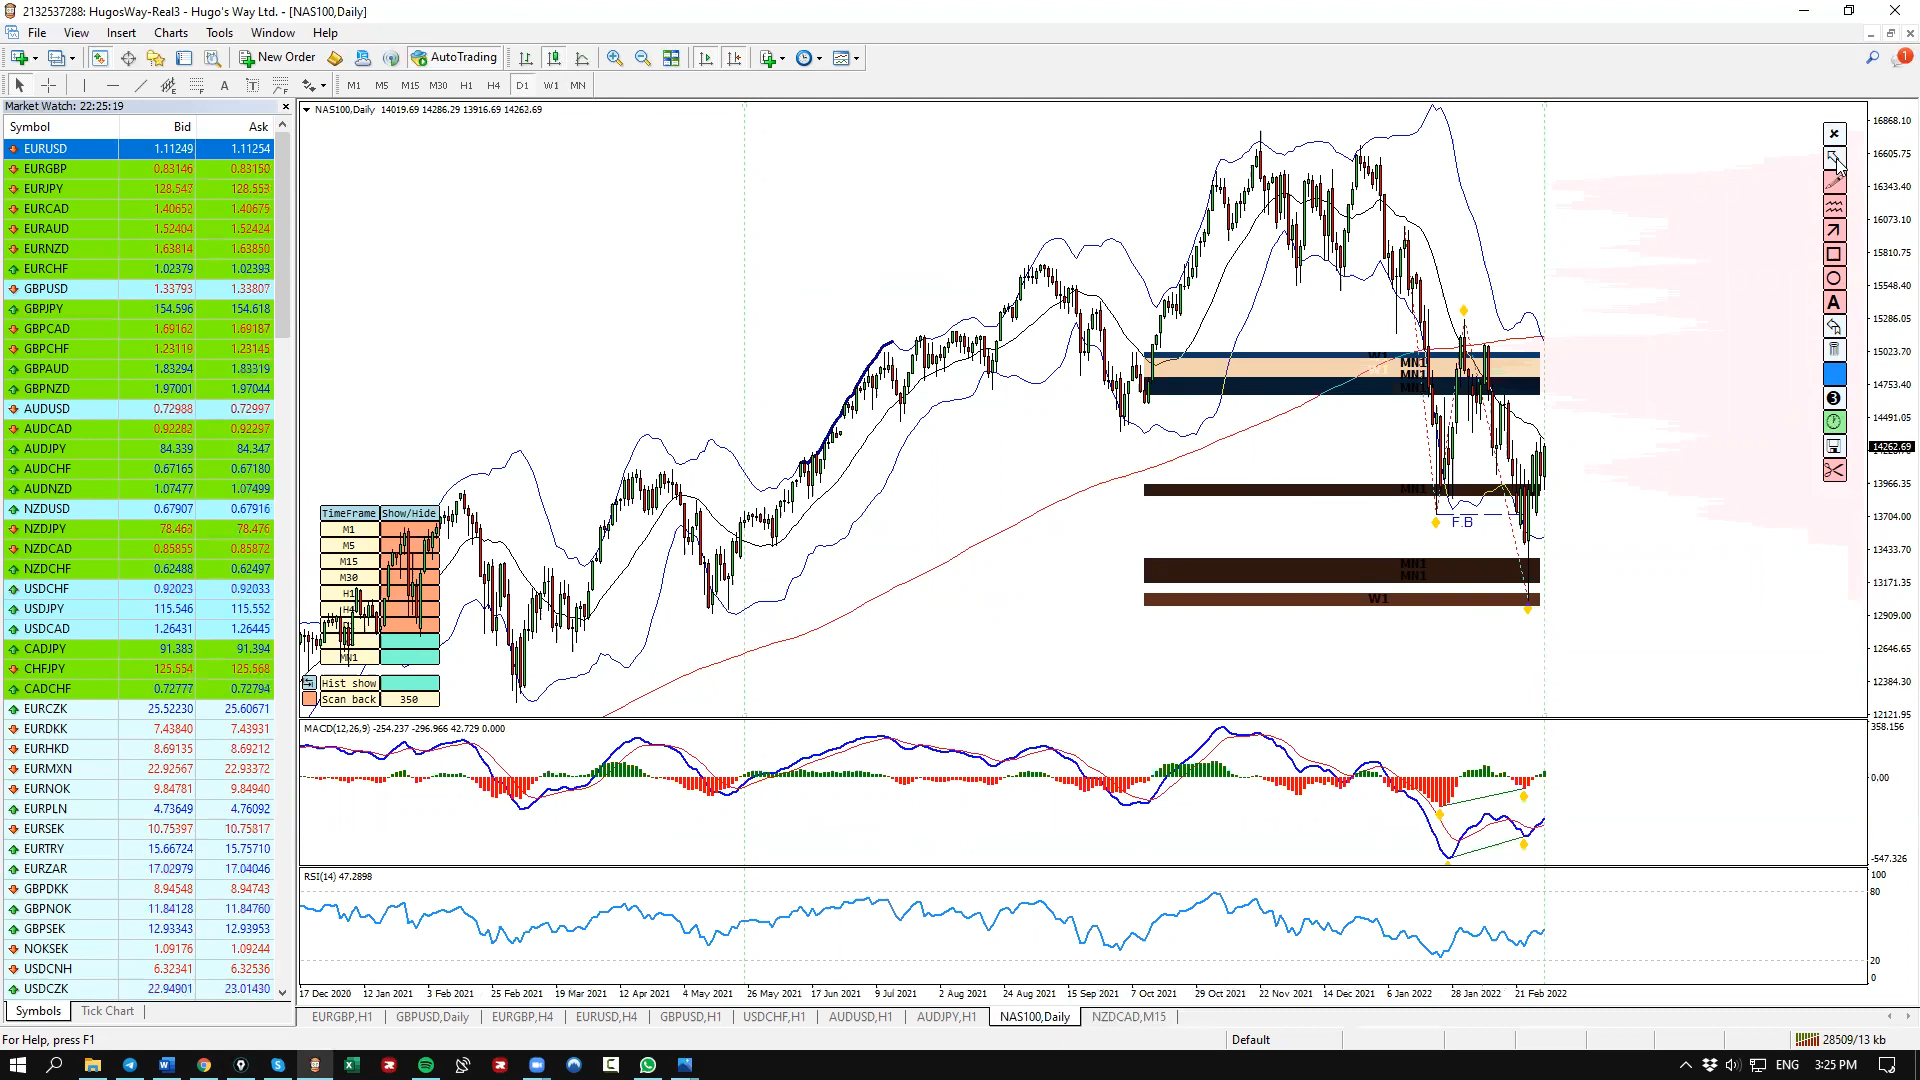 2132537288: HugosWay-Real3 - Hugo's Way Ltd. - [NAS100,Daily]
File View Insert Charts Tools Window Help
New Order AutoTrading
A T M1 M5 M15 M30 H1 H4 D1 W1 MN
Market Watch: 22:25:19
Symbol Bid Ask
EURUSD 1.11249 1.11254
EURGBP 0.83146 0.83150
EURJPY 128.547 128.553
EURCAD 1.40652 1.40675
EURAUD 1.52404 1.52424
EURNZD 1.63814 1.63850
EURCHF 1.02379 1.02393
GBPUSD 1.33793 1.33807
GBPJPY 154.596 154.618
GBPCAD 1.69162 1.69187
GBPCHF 1.23119 1.23145
GBPAUD 1.83294 1.83319
GBPNZD 1.97001 1.97044
AUDUSD 0.72988 0.72997
AUDCAD 0.92282 0.92297
AUDJPY 84.339 84.347
AUDCHF 0.67165 0.67180
AUDNZD 1.07477 1.07499
NZDUSD 0.67907 0.67916
NZDJPY 78.463 78.476
NZDCAD 0.85855 0.85872
NZDCHF 0.62488 0.62497
USDCHF 0.92023 0.92033
USDJPY 115.546 115.552
USDCAD 1.26431 1.26445
CADJPY 91.383 91.394
CHFJPY 125.554 125.568
CADCHF 0.72777 0.72794
EURCZK 25.52230 25.60671
EURDKK 7.43840 7.43931
EURHKD 8.69135 8.69212
EURMXN 22.92567 22.93372
EURNOK 9.84781 9.84940
EURPLN 4.73649 4.76092
EURSEK 10.75397 10.75817
EURTRY 15.66724 15.75710
EURZAR 17.02979 17.04046
GBPDKK 8.94548 8.94743
GBPNOK 11.84128 11.84760
GBPSEK 12.93343 12.93953
NOKSEK 1.09176 1.09244
USDCNH 6.32341 6.32536
USDCZK 22.94901 23.01430
Symbols Tick Chart
NAS100,Daily 14019.69 14286.29 13916.69 14262.69
TimeFrame Show/Hide
M1
M5
M15
M30
H1
MN1
Hist show
Scan back 350
MN1
MN1
MN1
F.B
MN1
MN1
W1
A
3
16868.10
16605.75
16343.40
16073.10
15810.75
15548.40
15286.05
15023.70
14753.40
14491.05
14262.69
13966.35
13704.00
13433.70
13171.35
12909.00
12646.65
12384.30
12121.95
MACD(12,26,9) -254.237 -296.966 42.729 0.000
358.156
0.00
-547.326
RSI(14) 47.2898
100
80
20
0
17 Dec 2020 12 Jan 2021 3 Feb 2021 25 Feb 2021 19 Mar 2021 12 Apr 2021 4 May 2021 26 May 2021 17 Jun 2021 9 Jul 2021 2 Aug 2021 24 Aug 2021 15 Sep 2021 7 Oct 2021 29 Oct 2021 22 Nov 2021 14 Dec 2021 6 Jan 2022 28 Jan 2022 21 Feb 2022
EURGBP,H1 GBPUSD,Daily EURGBP,H4 EURUSD,H4 GBPUSD,H1 USDCHF,H1 AUDUSD,H1 AUDJPY,H1 NAS100,Daily NZDCAD,M15
For Help, press F1 Default 28509/13 kb
ENG 3:25 PM